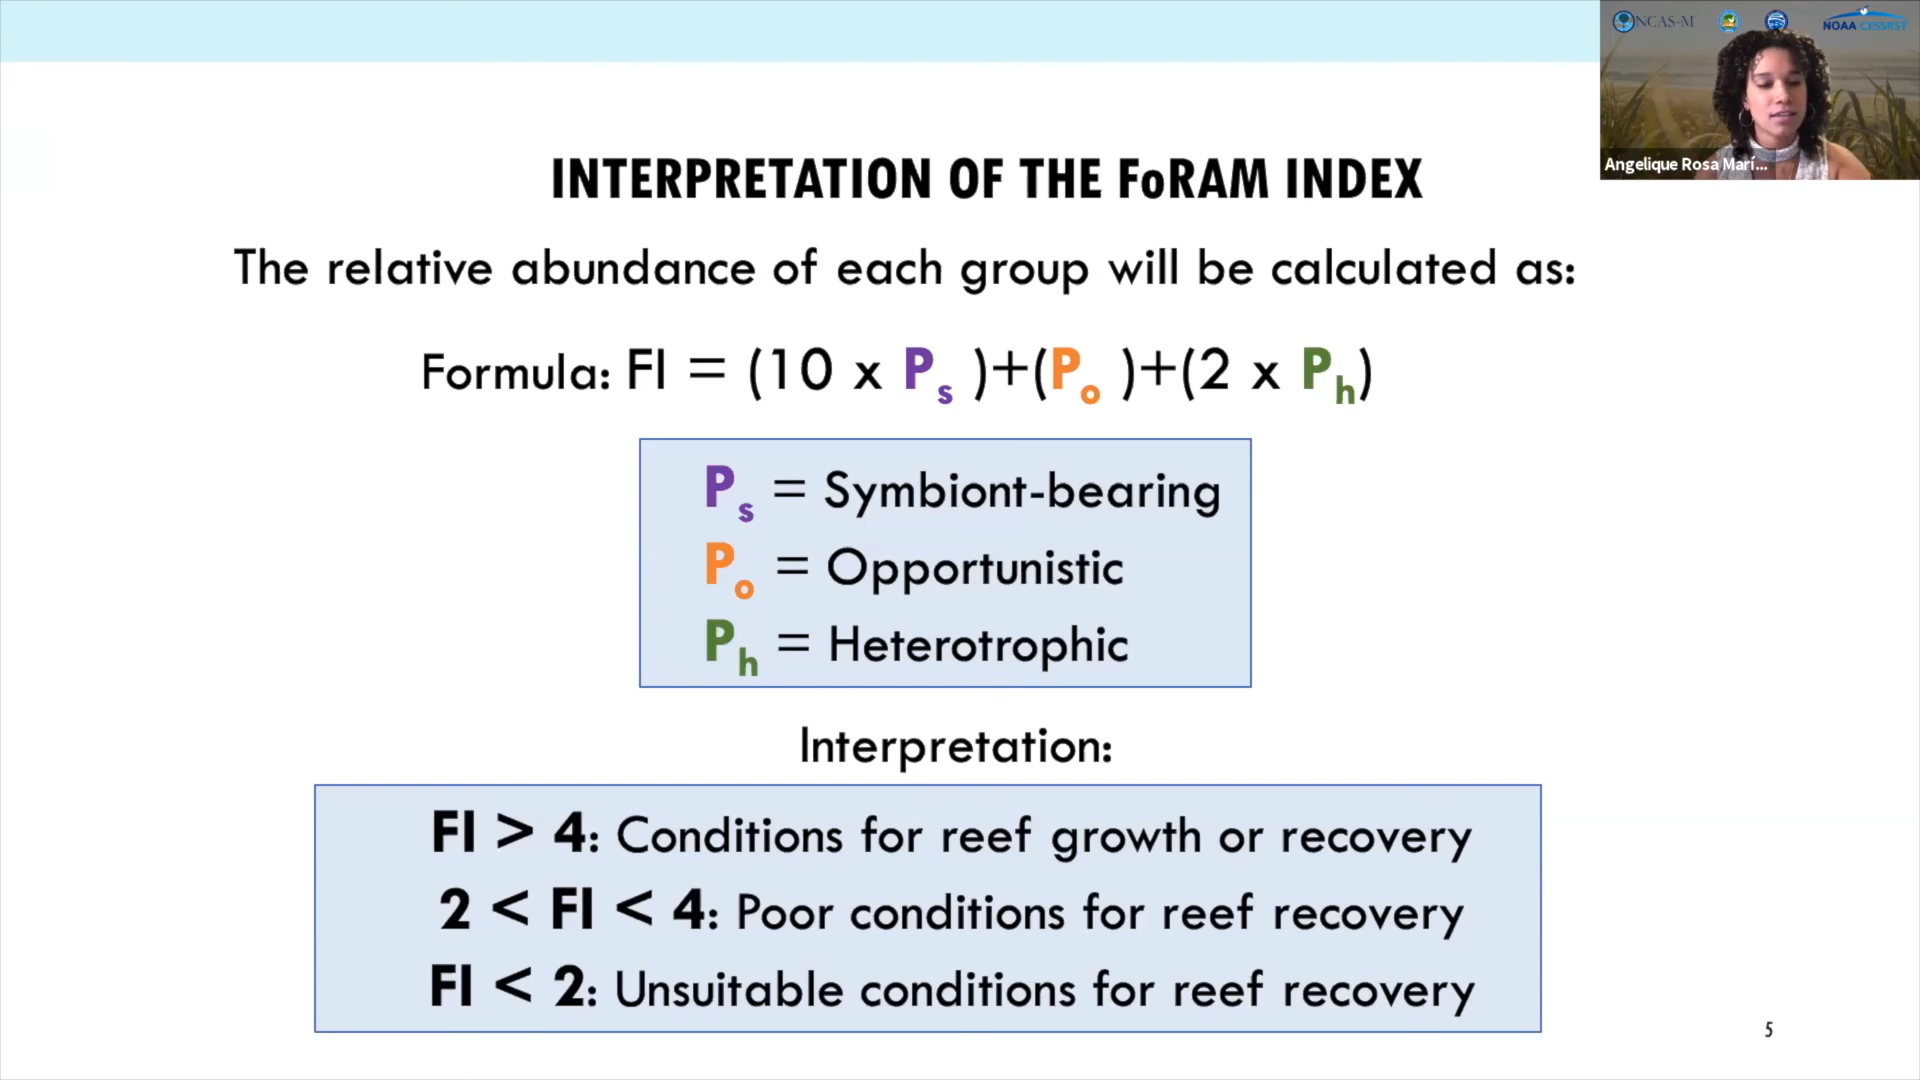 NCAS-M
NOAA CESSRST
Angelique Rosa Marí...
INTERPRETATION OF THE FoRAM INDEX
The relative abundance of each group will be calculated as:
Formula: FI = (10 x Ps )+(Po )+(2 x Ph)
Ps = Symbiont-bearing
Po = Opportunistic
Ph = Heterotrophic
Interpretation:
FI > 4: Conditions for reef growth or recovery
2 < FI < 4: Poor conditions for reef recovery
FI < 2: Unsuitable conditions for reef recovery
5